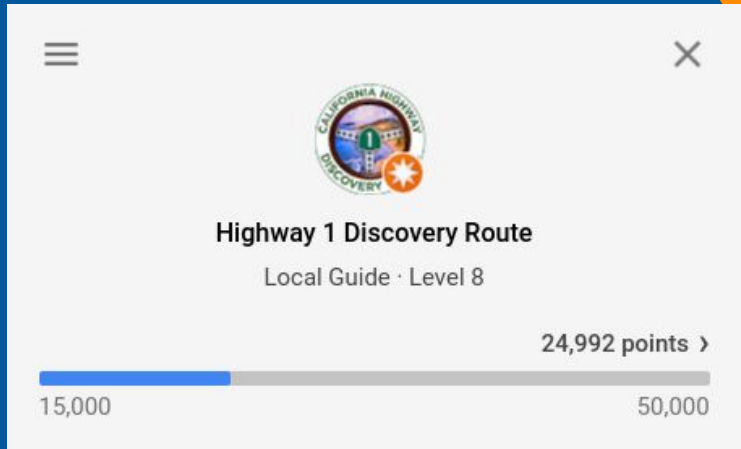 CALIFORNIA HIGHWAY
1
DISCOVERY
Highway 1 Discovery Route
Local Guide · Level 8
24,992 points ›
15,000
50,000